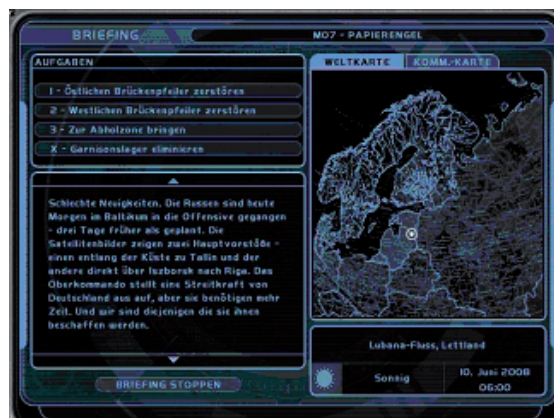 BRIEFING
M07 - PAPIERENGEL
AUFGABEN
1 - Östlichen Brückenpfeiler zerstören
2 - Westlichen Brückenpfeiler zerstören
3 - Zur Abholzone bringen
X - Garnisonslager eliminieren
Schlechte Neuigkeiten. Die Russen sind heute
Morgen im Baltikum in die Offensive gegangen
- drei Tage früher als geplant. Die
Satellitenbilder zeigen zwei Hauptvorstöße -
einen entlang der Küste zu Tallin und der
andere direkt über Iszborsk nach Riga. Das
Oberkommando stellt eine Streitkraft von
Deutschland aus auf, aber sie benötigen mehr
Zeit. Und wir sind diejenigen die sie ihnen
beschaffen werden.
BRIEFING STOPPEN
WELTKARTE
KOMM.-KARTE
Lubana-Fluss, Lettland
Sonnig
10. Juni 2008
06:00